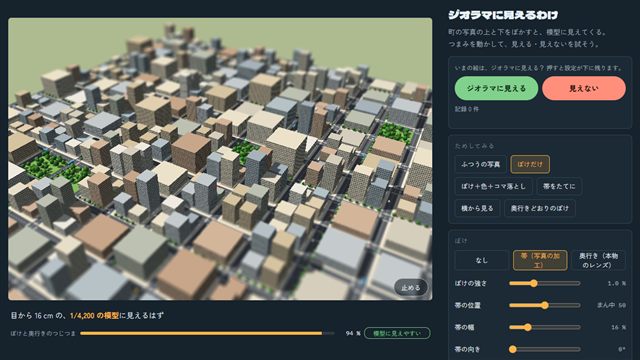 ジオラマに見えるわけ
町の写真の上と下をぼかすと、模型に見えてくる。
つまみを動かして、見える・見えないを試そう。
いまの絵は、ジオラマに見える？ 押すと設定が下に残ります。
ジオラマに見える
見えない
記録 0 件
ためしてみる
ふつうの写真
ぼけだけ
ぼけ＋色＋コマ落とし
帯をたてに
横から見る
奥行きどおりのぼけ
ぼけ
なし
帯（写真の加
工）
奥行き（本物
のレンズ）
ぼけの強さ
1.0 %
帯の位置
まん中 50
帯の幅
16 %
帯の向き
0°
止める
目から 16 cm の、1/4,200 の模型に見えるはず
ぼけと奥行きのつじつま
94 %
模型に見えやすい